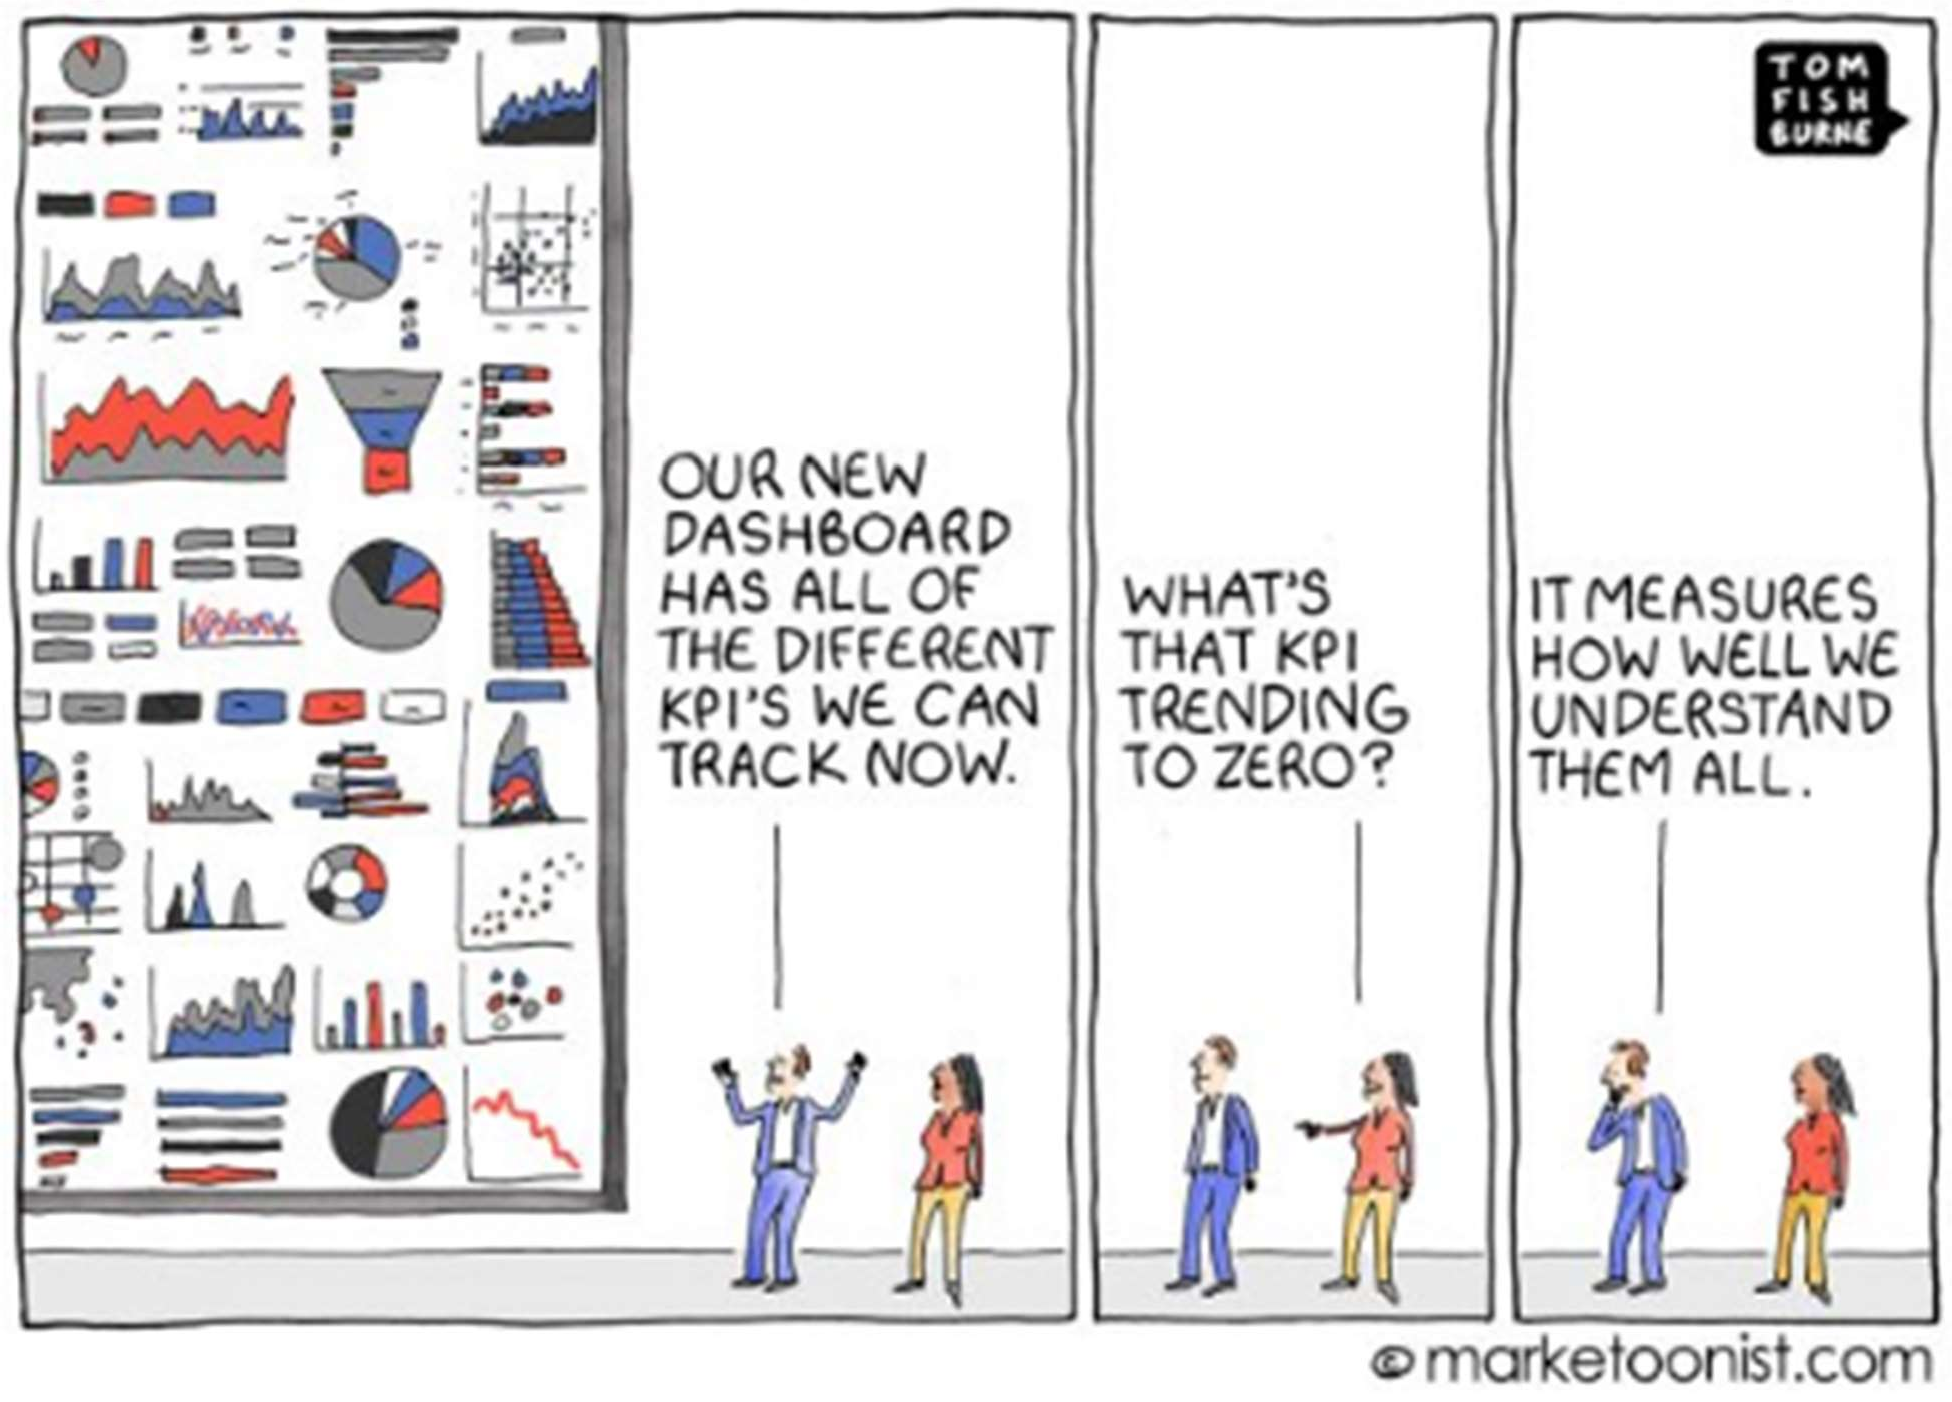 OUR NEW
DASHBOARD
HAS ALL OF
THE DIFFERENT
KPI'S WE CAN
TRACK NOW.
WHAT'S
THAT KPI
TRENDING
TO ZERO?
TOM
FISH
BURNE
IT MEASURES
HOW WELL WE
UNDERSTAND
THEM ALL.
© marketoonist.com